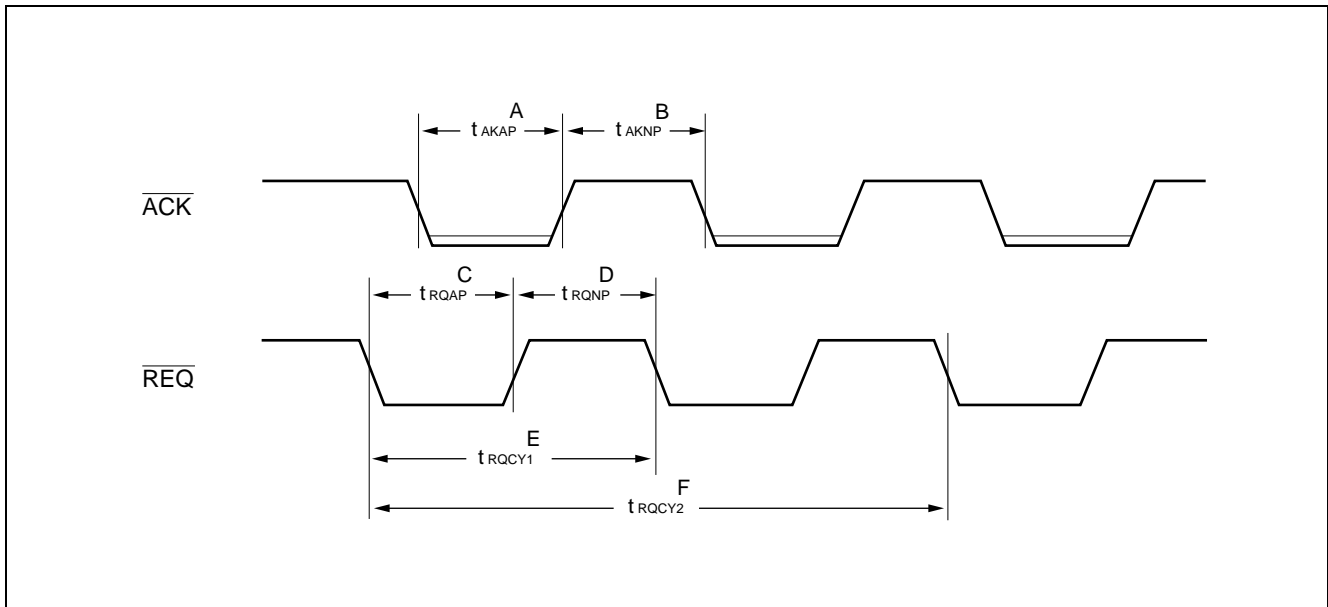 A
t AKAP
B
t AKNP
ACK
C
t RQAP
D
t RQNP
REQ
E
t RQCY1
F
t RQCY2